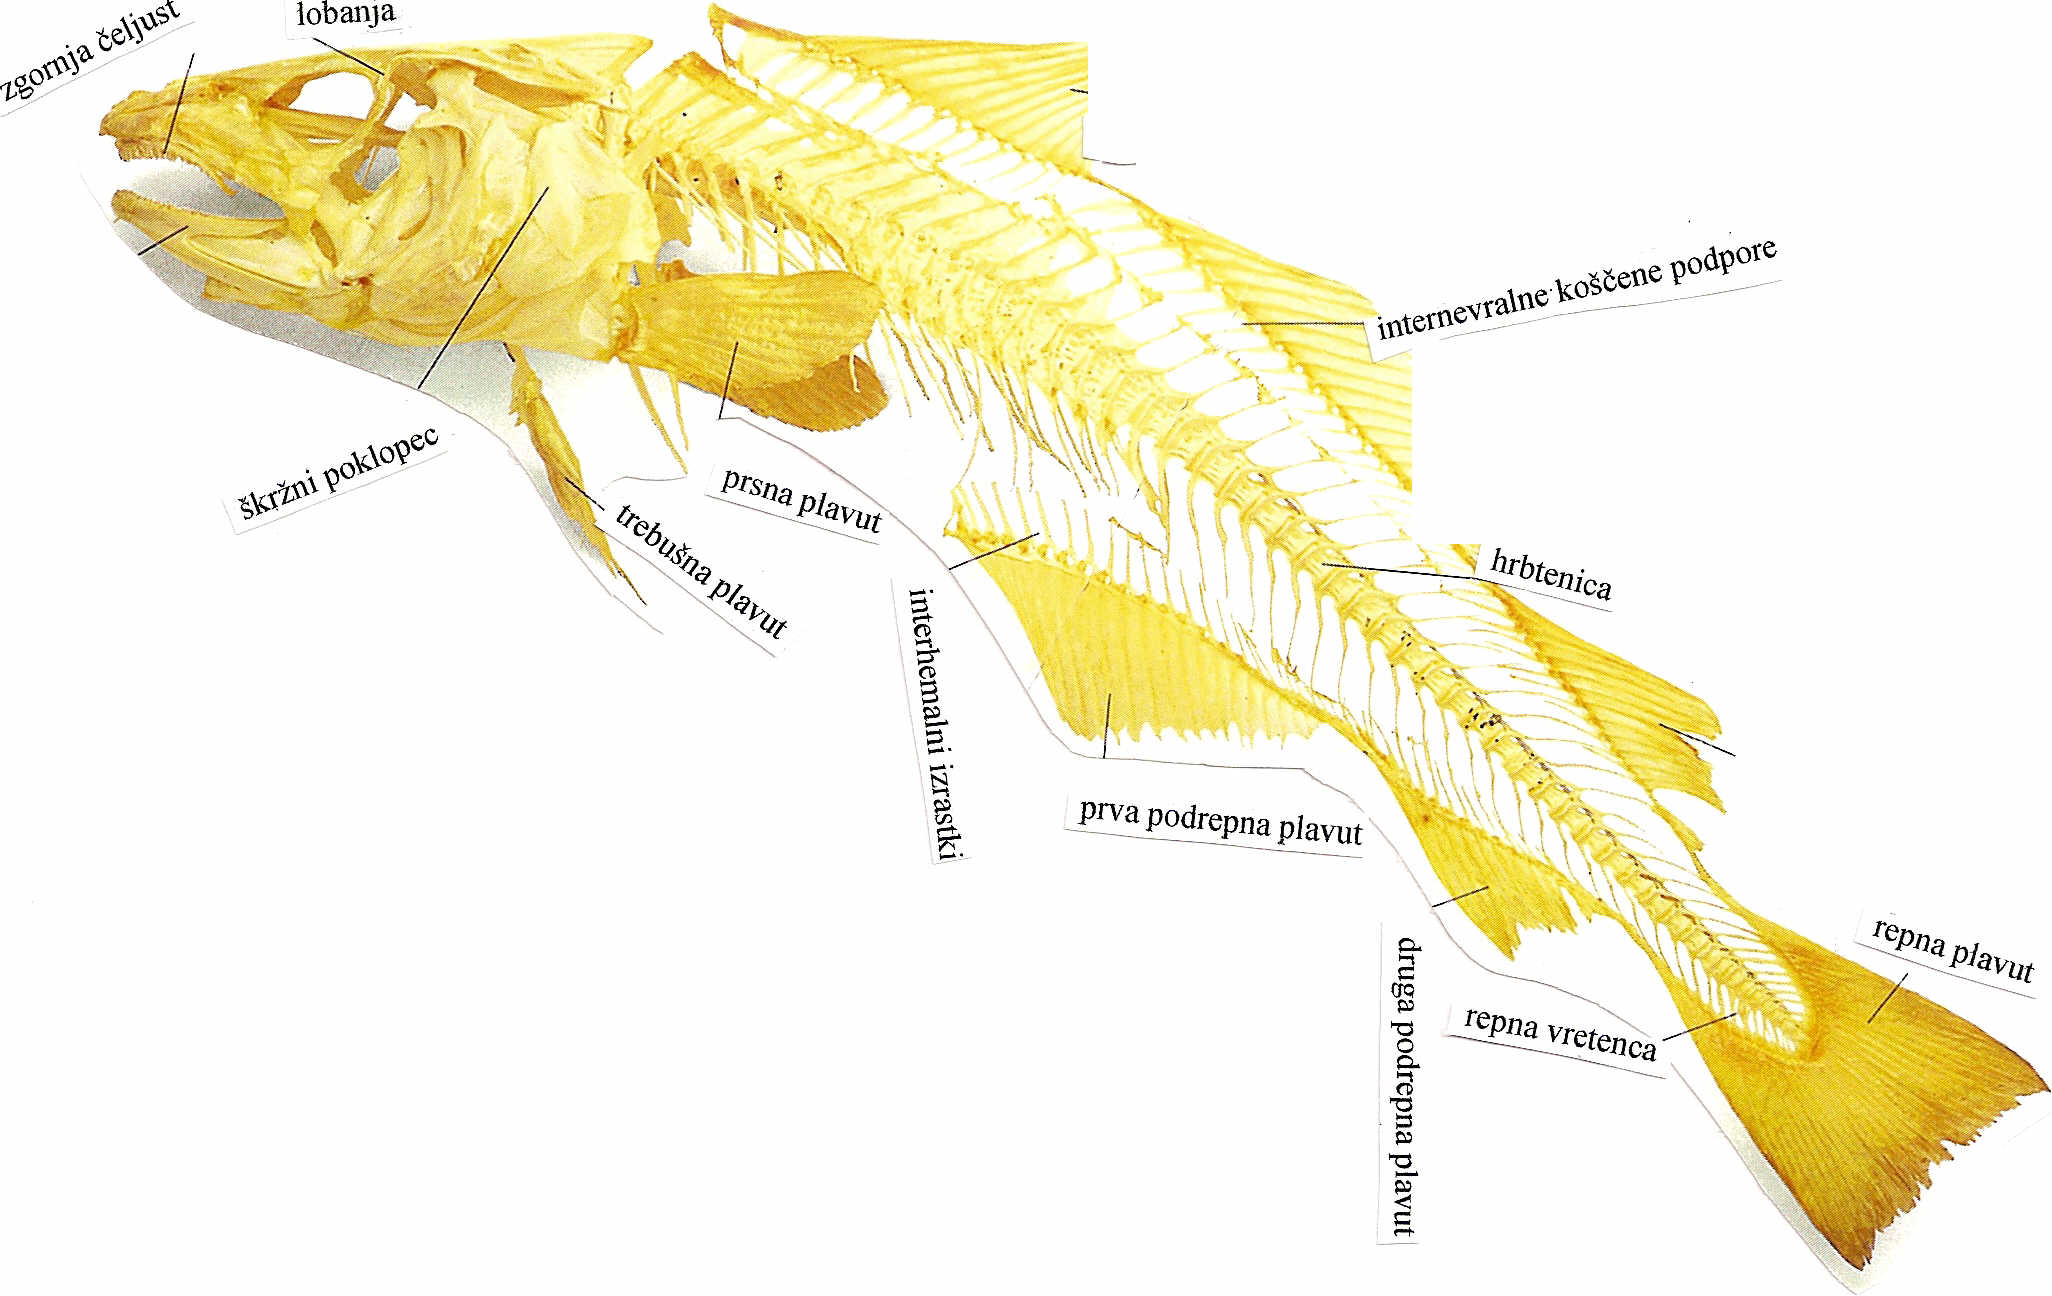 zgornja čeljust
lobanja
internevralne koščene podpore
škržni poklopec
prsna plavut
trebušna plavut
hrbtenica
interhemalni izrastki
prva podrepna plavut
druga podrepna plavut
repna plavut
repna vretenca